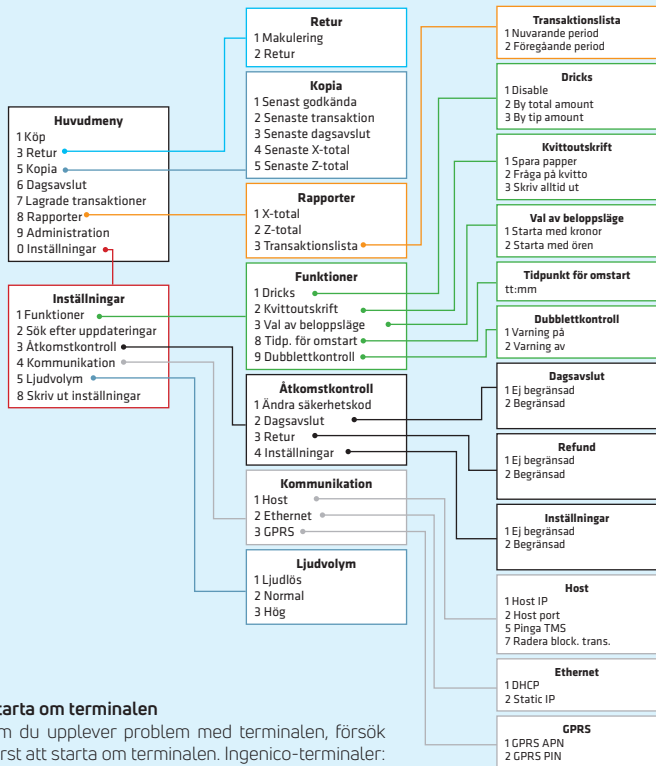 Huvudmeny
1 Köp
3 Retur
5 Kopia
6 Dagsavslut
7 Lagrade transaktioner
8 Rapporter
9 Administration
0 Inställningar
Inställningar
1 Funktioner
2 Sök efter uppdateringar
3 Åtkomstkontroll
4 Kommunikation
5 Ljudvolym
8 Skriv ut inställningar
Retur
1 Makulering
2 Retur
Kopia
1 Senast godkända
2 Senaste transaktion
3 Senaste dagsavslut
4 Senaste X-total
5 Senaste Z-total
Rapporter
1 X-total
2 Z-total
3 Transaktionslista
Funktioner
1 Dricks
2 Kvittoutskrift
3 Val av beloppsläge
8 Tidp. för omstart
9 Dubblettkontroll
Åtkomstkontroll
1 Ändra säkerhetskod
2 Dagsavslut
3 Retur
4 Inställningar
Kommunikation
1 Host
2 Ethernet
3 GPRS
Ljudvolym
1 Ljudlös
2 Normal
3 Hög
Transaktionslista
1 Nuvarande period
2 Föregåande period
Dricks
1 Disable
2 By total amount
3 By tip amount
Kvittoutskrift
1 Spara papper
2 Fråga på kvitto
3 Skriv alltid ut
Val av beloppsläge
1 Starta med kronor
2 Starta med ören
Tidpunkt för omstart
tt:mm
Dubblettkontroll
1 Varning på
2 Varning av
Dagsavslut
1 Ej begränsad
2 Begränsad
Refund
1 Ej begränsad
2 Begränsad
Inställningar
1 Ej begränsad
2 Begränsad
Host
1 Host IP
2 Host port
5 Pinga TMS
7 Radera block. trans.
Ethernet
1 DHCP
2 Static IP
GPRS
1 GPRS APN
2 GPRS PIN
tarta om terminalen
m du upplever problem med terminalen, försök
rst att starta om terminalen. Ingenico-terminaler: